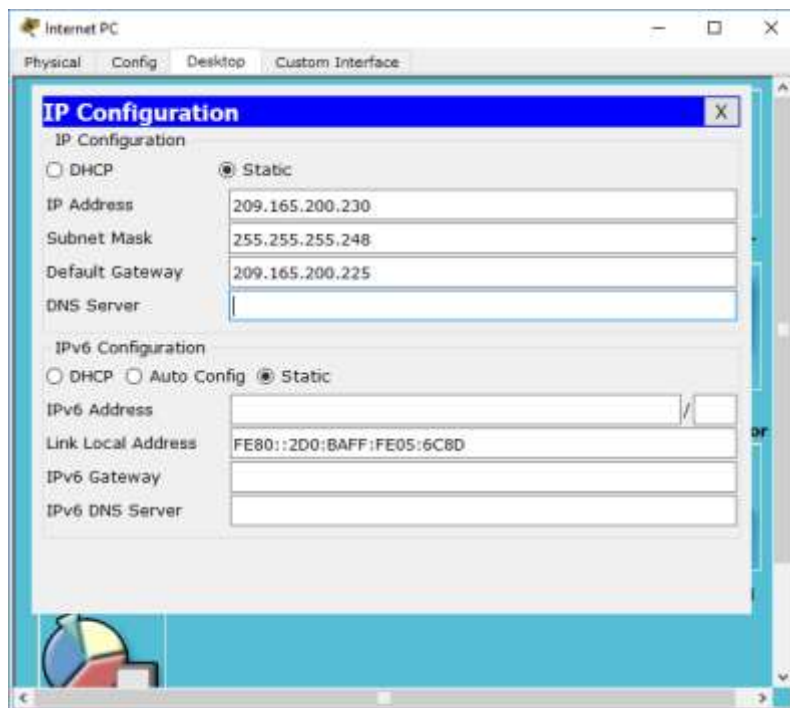 Internet PC
Physical Config Desktop Custom Interface
IP Configuration X
IP Configuration
DHCP Static
IP Address 209.165.200.230
Subnet Mask 255.255.255.248
Default Gateway 209.165.200.225
DNS Server
IPv6 Configuration
DHCP Auto Config Static
IPv6 Address /
Link Local Address FE80::2D0:BAFF:FE05:6C8D
IPv6 Gateway
IPv6 DNS Server
or